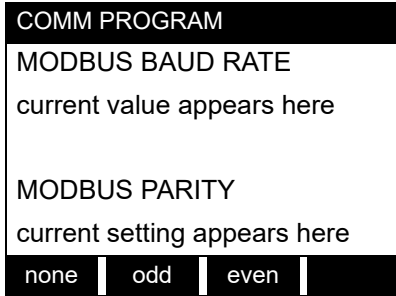 COMM PROGRAM
MODBUS BAUD RATE
current value appears here
MODBUS PARITY
current setting appears here
none odd even